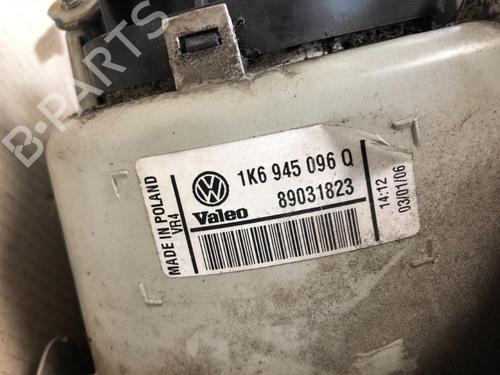 B-PARTS
MADE IN POLAND
VR4
1K6 945 096 Q
Valeo
89031823
14:12
03/01/06